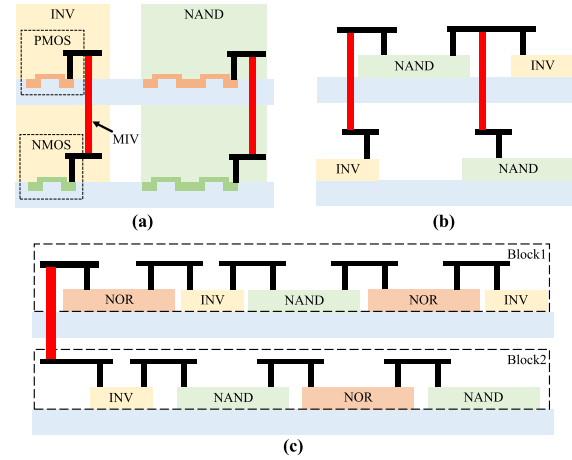 INV
NAND
PMOS
NMOS
MIV
(a)
NAND
INV
INV
NAND
(b)
Block1
NOR
INV
NAND
NOR
INV
Block2
INV
NAND
NOR
NAND
(c)